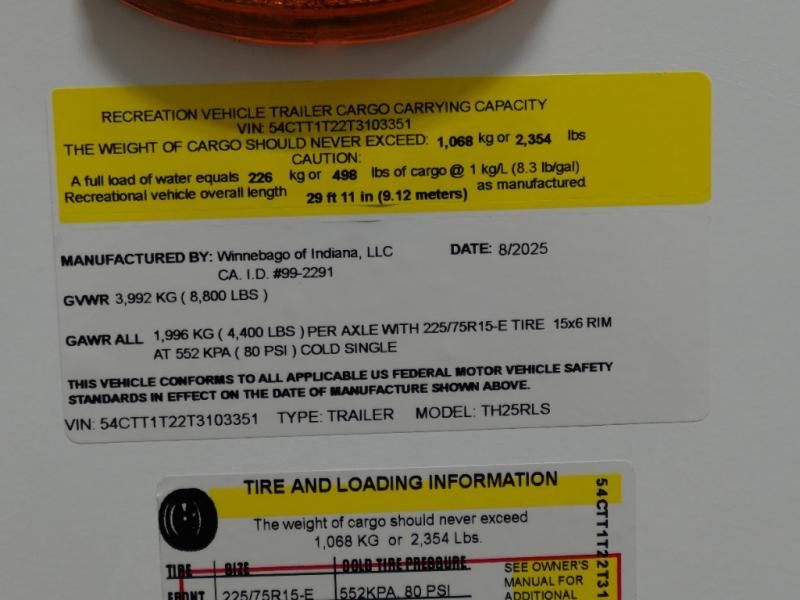 RECREATION VEHICLE TRAILER CARGO CARRYING CAPACITY
VIN: 54CTT1T22T3103351
THE WEIGHT OF CARGO SHOULD NEVER EXCEED: 1,068 kg or 2,354 lbs
CAUTION:
A full load of water equals 226 kg or 498 lbs of cargo @ 1 kg/L (8.3 lb/gal)
Recreational vehicle overall length 29 ft 11 in (9.12 meters) as manufactured
MANUFACTURED BY: Winnebago of Indiana, LLC DATE: 8/2025
CA. I.D. #99-2291
GVWR 3,992 KG ( 8,800 LBS )
GAWR ALL 1,996 KG ( 4,400 LBS ) PER AXLE WITH 225/75R15-E TIRE 15x6 RIM
AT 552 KPA ( 80 PSI ) COLD SINGLE
THIS VEHICLE CONFORMS TO ALL APPLICABLE US FEDERAL MOTOR VEHICLE SAFETY
STANDARDS IN EFFECT ON THE DATE OF MANUFACTURE SHOWN ABOVE.
VIN: 54CTT1T22T3103351 TYPE: TRAILER MODEL: TH25RLS
TIRE AND LOADING INFORMATION
The weight of cargo should never exceed
1,068 KG or 2,354 Lbs.
TIRE SIZE COLD TIRE PRESSURE
FRONT 225/75R15-E 552KPA, 80 PSI
SEE OWNER'S
MANUAL FOR
ADDITIONAL
54CTT1T22T31